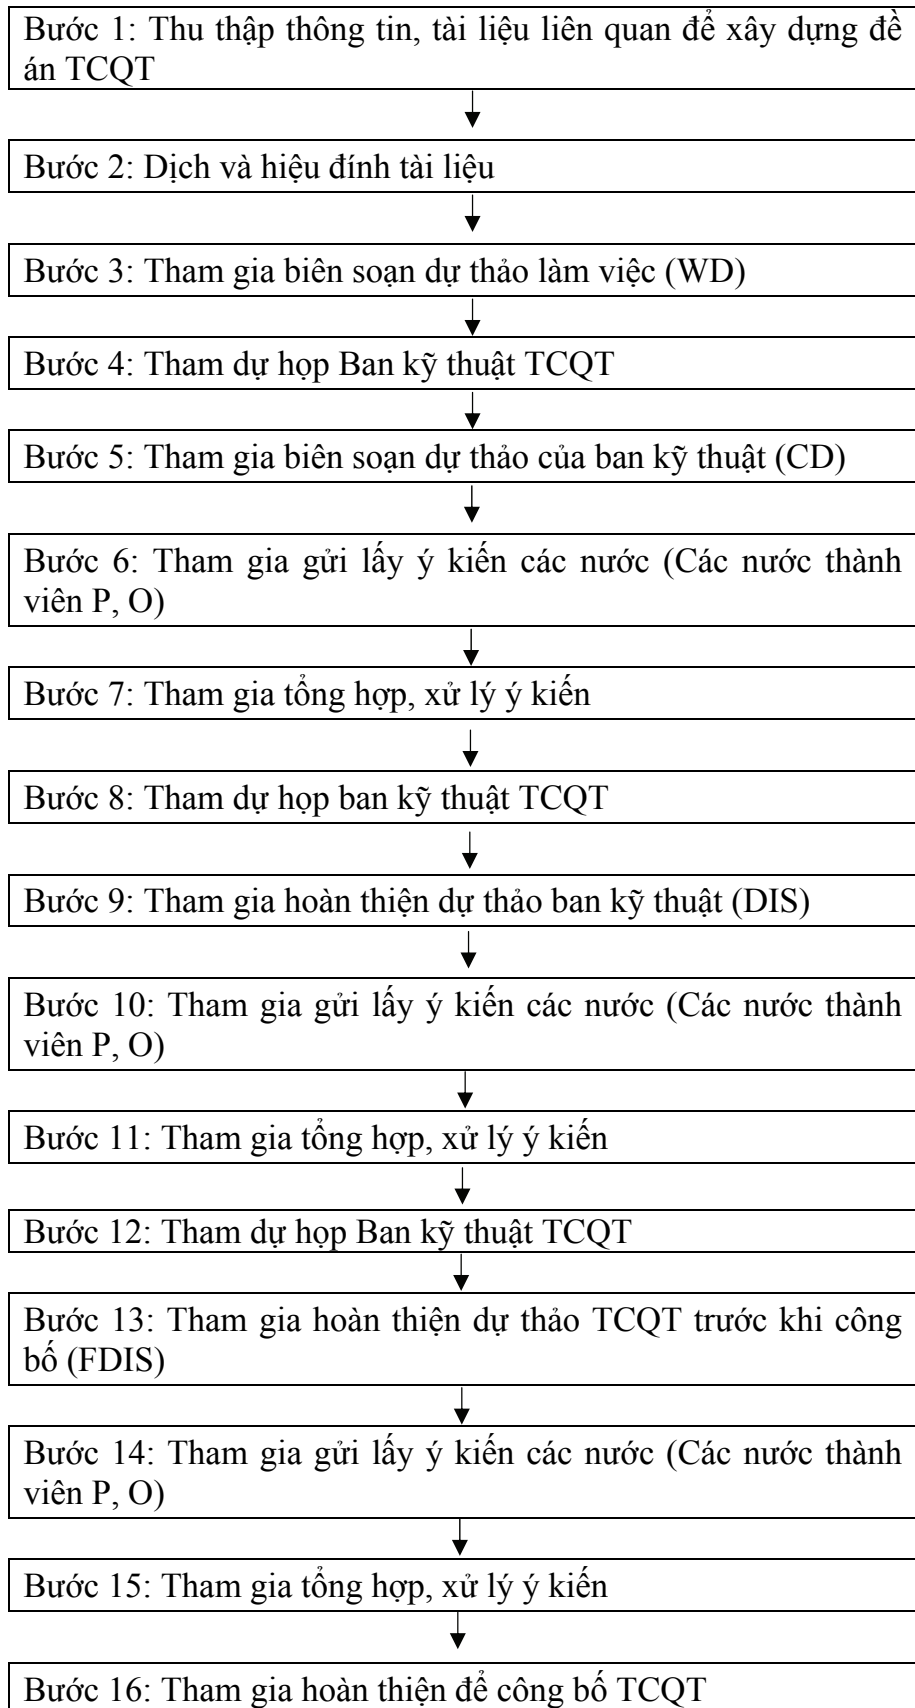 Bước 1: Thu thập thông tin, tài liệu liên quan để xây dựng đề
án TCQT
Bước 2: Dịch và hiệu đính tài liệu
Bước 3: Tham gia biên soạn dự thảo làm việc (WD)
Bước 4: Tham dự họp Ban kỹ thuật TCQT
Bước 5: Tham gia biên soạn dự thảo của ban kỹ thuật (CD)
Bước 6: Tham gia gửi lấy ý kiến các nước (Các nước thành
viên P, O)
Bước 7: Tham gia tổng hợp, xử lý ý kiến
Bước 8: Tham dự họp ban kỹ thuật TCQT
Bước 9: Tham gia hoàn thiện dự thảo ban kỹ thuật (DIS)
Bước 10: Tham gia gửi lấy ý kiến các nước (Các nước thành
viên P, O)
Bước 11: Tham gia tổng hợp, xử lý ý kiến
Bước 12: Tham dự họp Ban kỹ thuật TCQT
Bước 13: Tham gia hoàn thiện dự thảo TCQT trước khi công
bố (FDIS)
Bước 14: Tham gia gửi lấy ý kiến các nước (Các nước thành
viên P, O)
Bước 15: Tham gia tổng hợp, xử lý ý kiến
Bước 16: Tham gia hoàn thiện để công bố TCQT